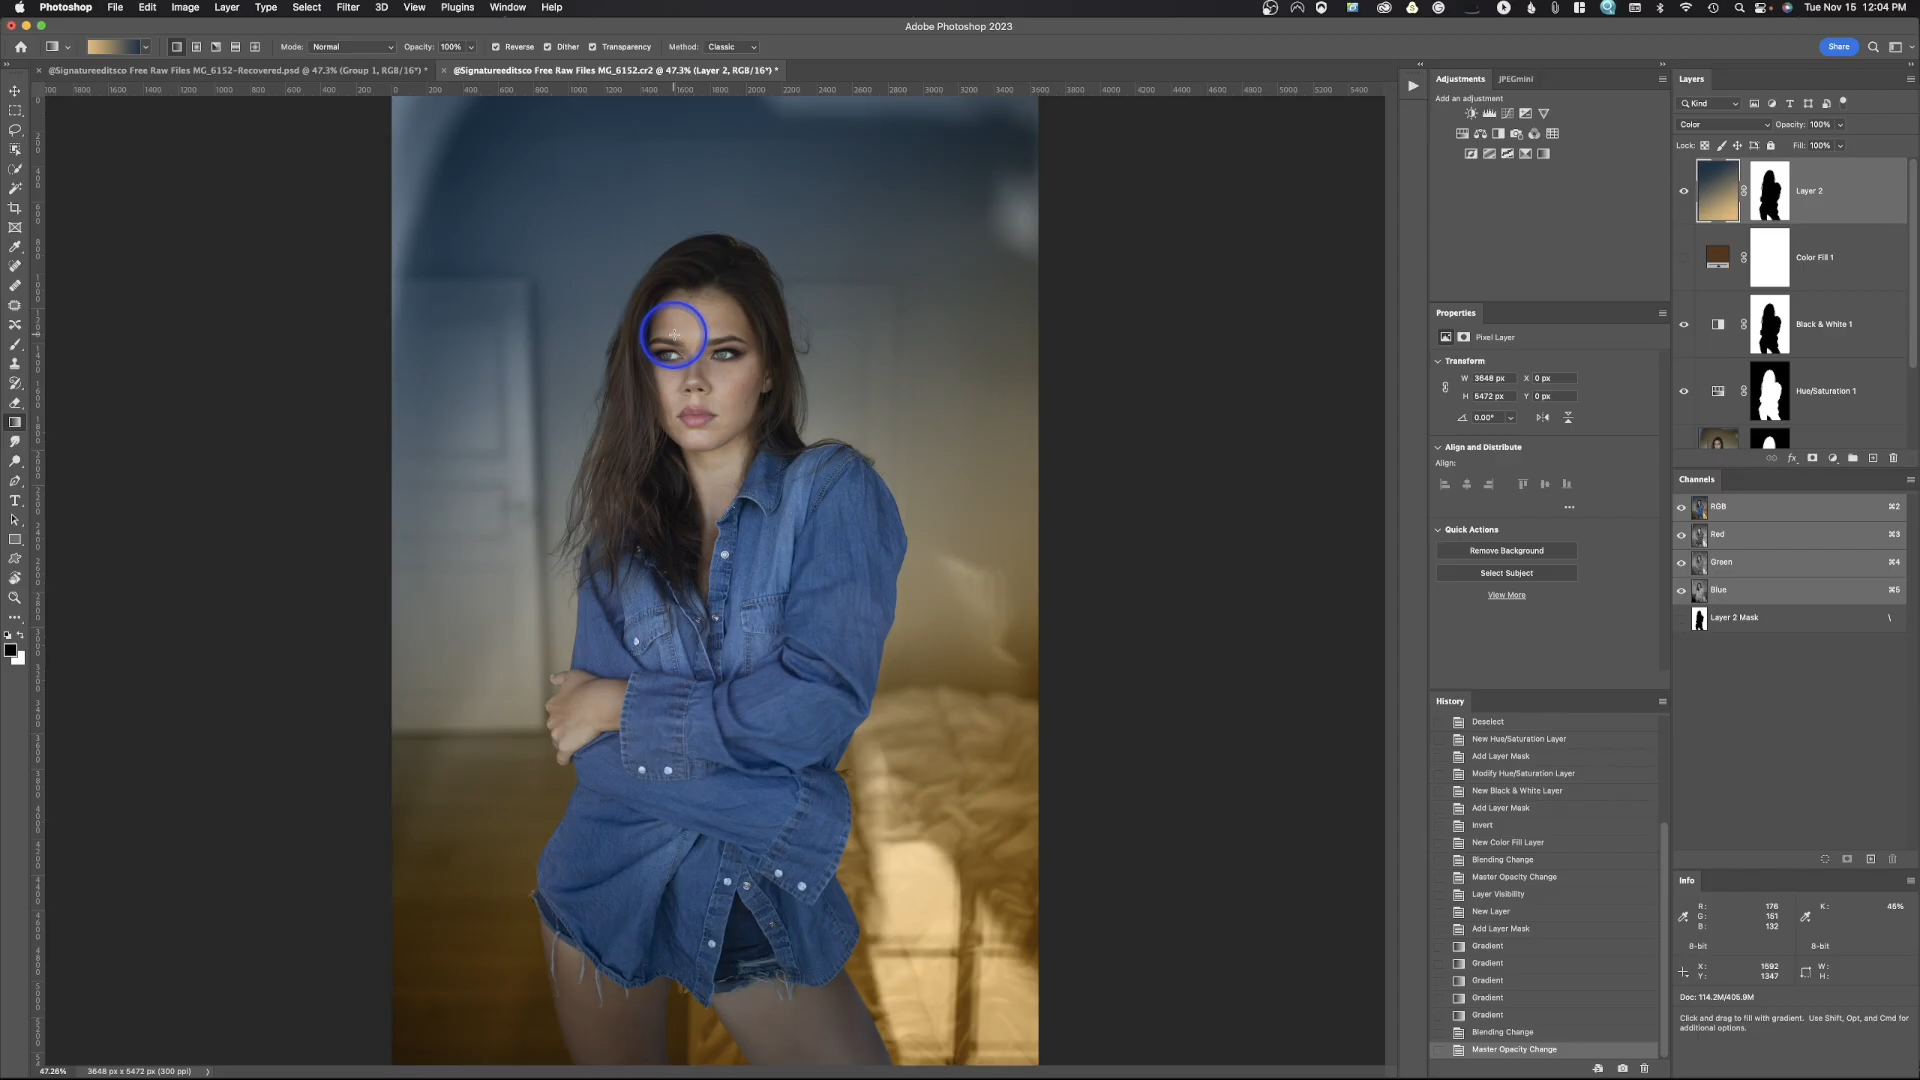 Photoshop File Edit Image Layer Type Select Filter 3D View Plugins Window Help
Tue Nov 15 12:04 PM
Adobe Photoshop 2023
Mode: Normal Opacity: 100% Reverse Dither Transparency Method: Classic
Share
@Signatureeditsco Free Raw Files MG_6152-Recovered.psd @ 47.3% (Group 1, RGB/16*) *
@Signatureeditsco Free Raw Files MG_6152.cr2 @ 47.3% (Layer 2, RGB/16*) *
Adjustments JPEGmini
Add an adjustment
Properties
Pixel Layer
Transform
W 3648 px X 0 px
H 5472 px Y 0 px
0.00°
Align and Distribute
Align:
Quick Actions
Remove Background
Select Subject
View More
History
Deselect
New Hue/Saturation Layer
Add Layer Mask
Modify Hue/Saturation Layer
New Black & White Layer
Add Layer Mask
Invert
New Color Fill Layer
Blending Change
Master Opacity Change
Layer Visibility
New Layer
Add Layer Mask
Gradient
Gradient
Gradient
Gradient
Gradient
Blending Change
Master Opacity Change
Layers
Kind
Color Opacity: 100%
Lock: Fill: 100%
Layer 2
Color Fill 1
Black & White 1
Hue/Saturation 1
Channels
RGB ⌘2
Red ⌘3
Green ⌘4
Blue ⌘5
Layer 2 Mask \
Info
R: 176 K: 45%
G: 151
B: 132
8-bit 8-bit
X: 1592 W:
Y: 1347 H:
Doc: 114.2M/405.9M
Click and drag to fill with gradient. Use Shift, Opt, and Cmd for
additional options.
47.26% 3648 px x 5472 px (300 ppi)